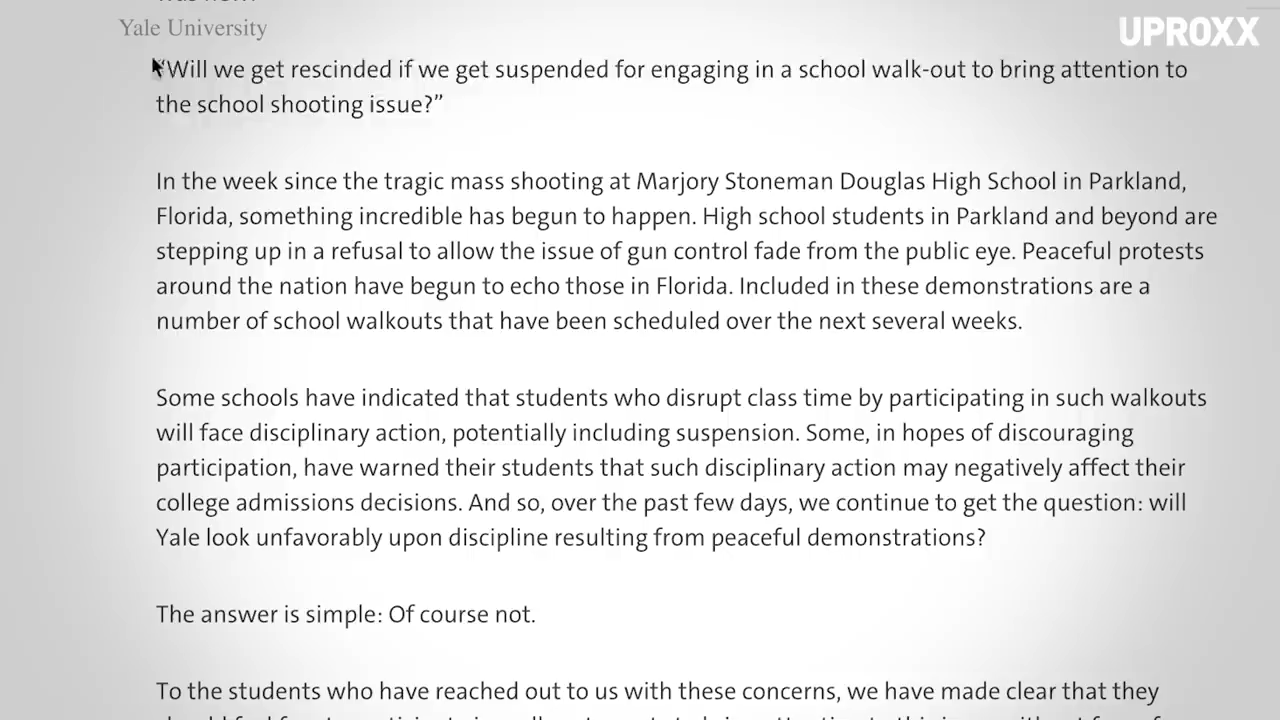 Yale University
UPROXX
“Will we get rescinded if we get suspended for engaging in a school walk-out to bring attention to
the school shooting issue?”
In the week since the tragic mass shooting at Marjory Stoneman Douglas High School in Parkland,
Florida, something incredible has begun to happen. High school students in Parkland and beyond are
stepping up in a refusal to allow the issue of gun control fade from the public eye. Peaceful protests
around the nation have begun to echo those in Florida. Included in these demonstrations are a
number of school walkouts that have been scheduled over the next several weeks.
Some schools have indicated that students who disrupt class time by participating in such walkouts
will face disciplinary action, potentially including suspension. Some, in hopes of discouraging
participation, have warned their students that such disciplinary action may negatively affect their
college admissions decisions. And so, over the past few days, we continue to get the question: will
Yale look unfavorably upon discipline resulting from peaceful demonstrations?
The answer is simple: Of course not.
To the students who have reached out to us with these concerns, we have made clear that they